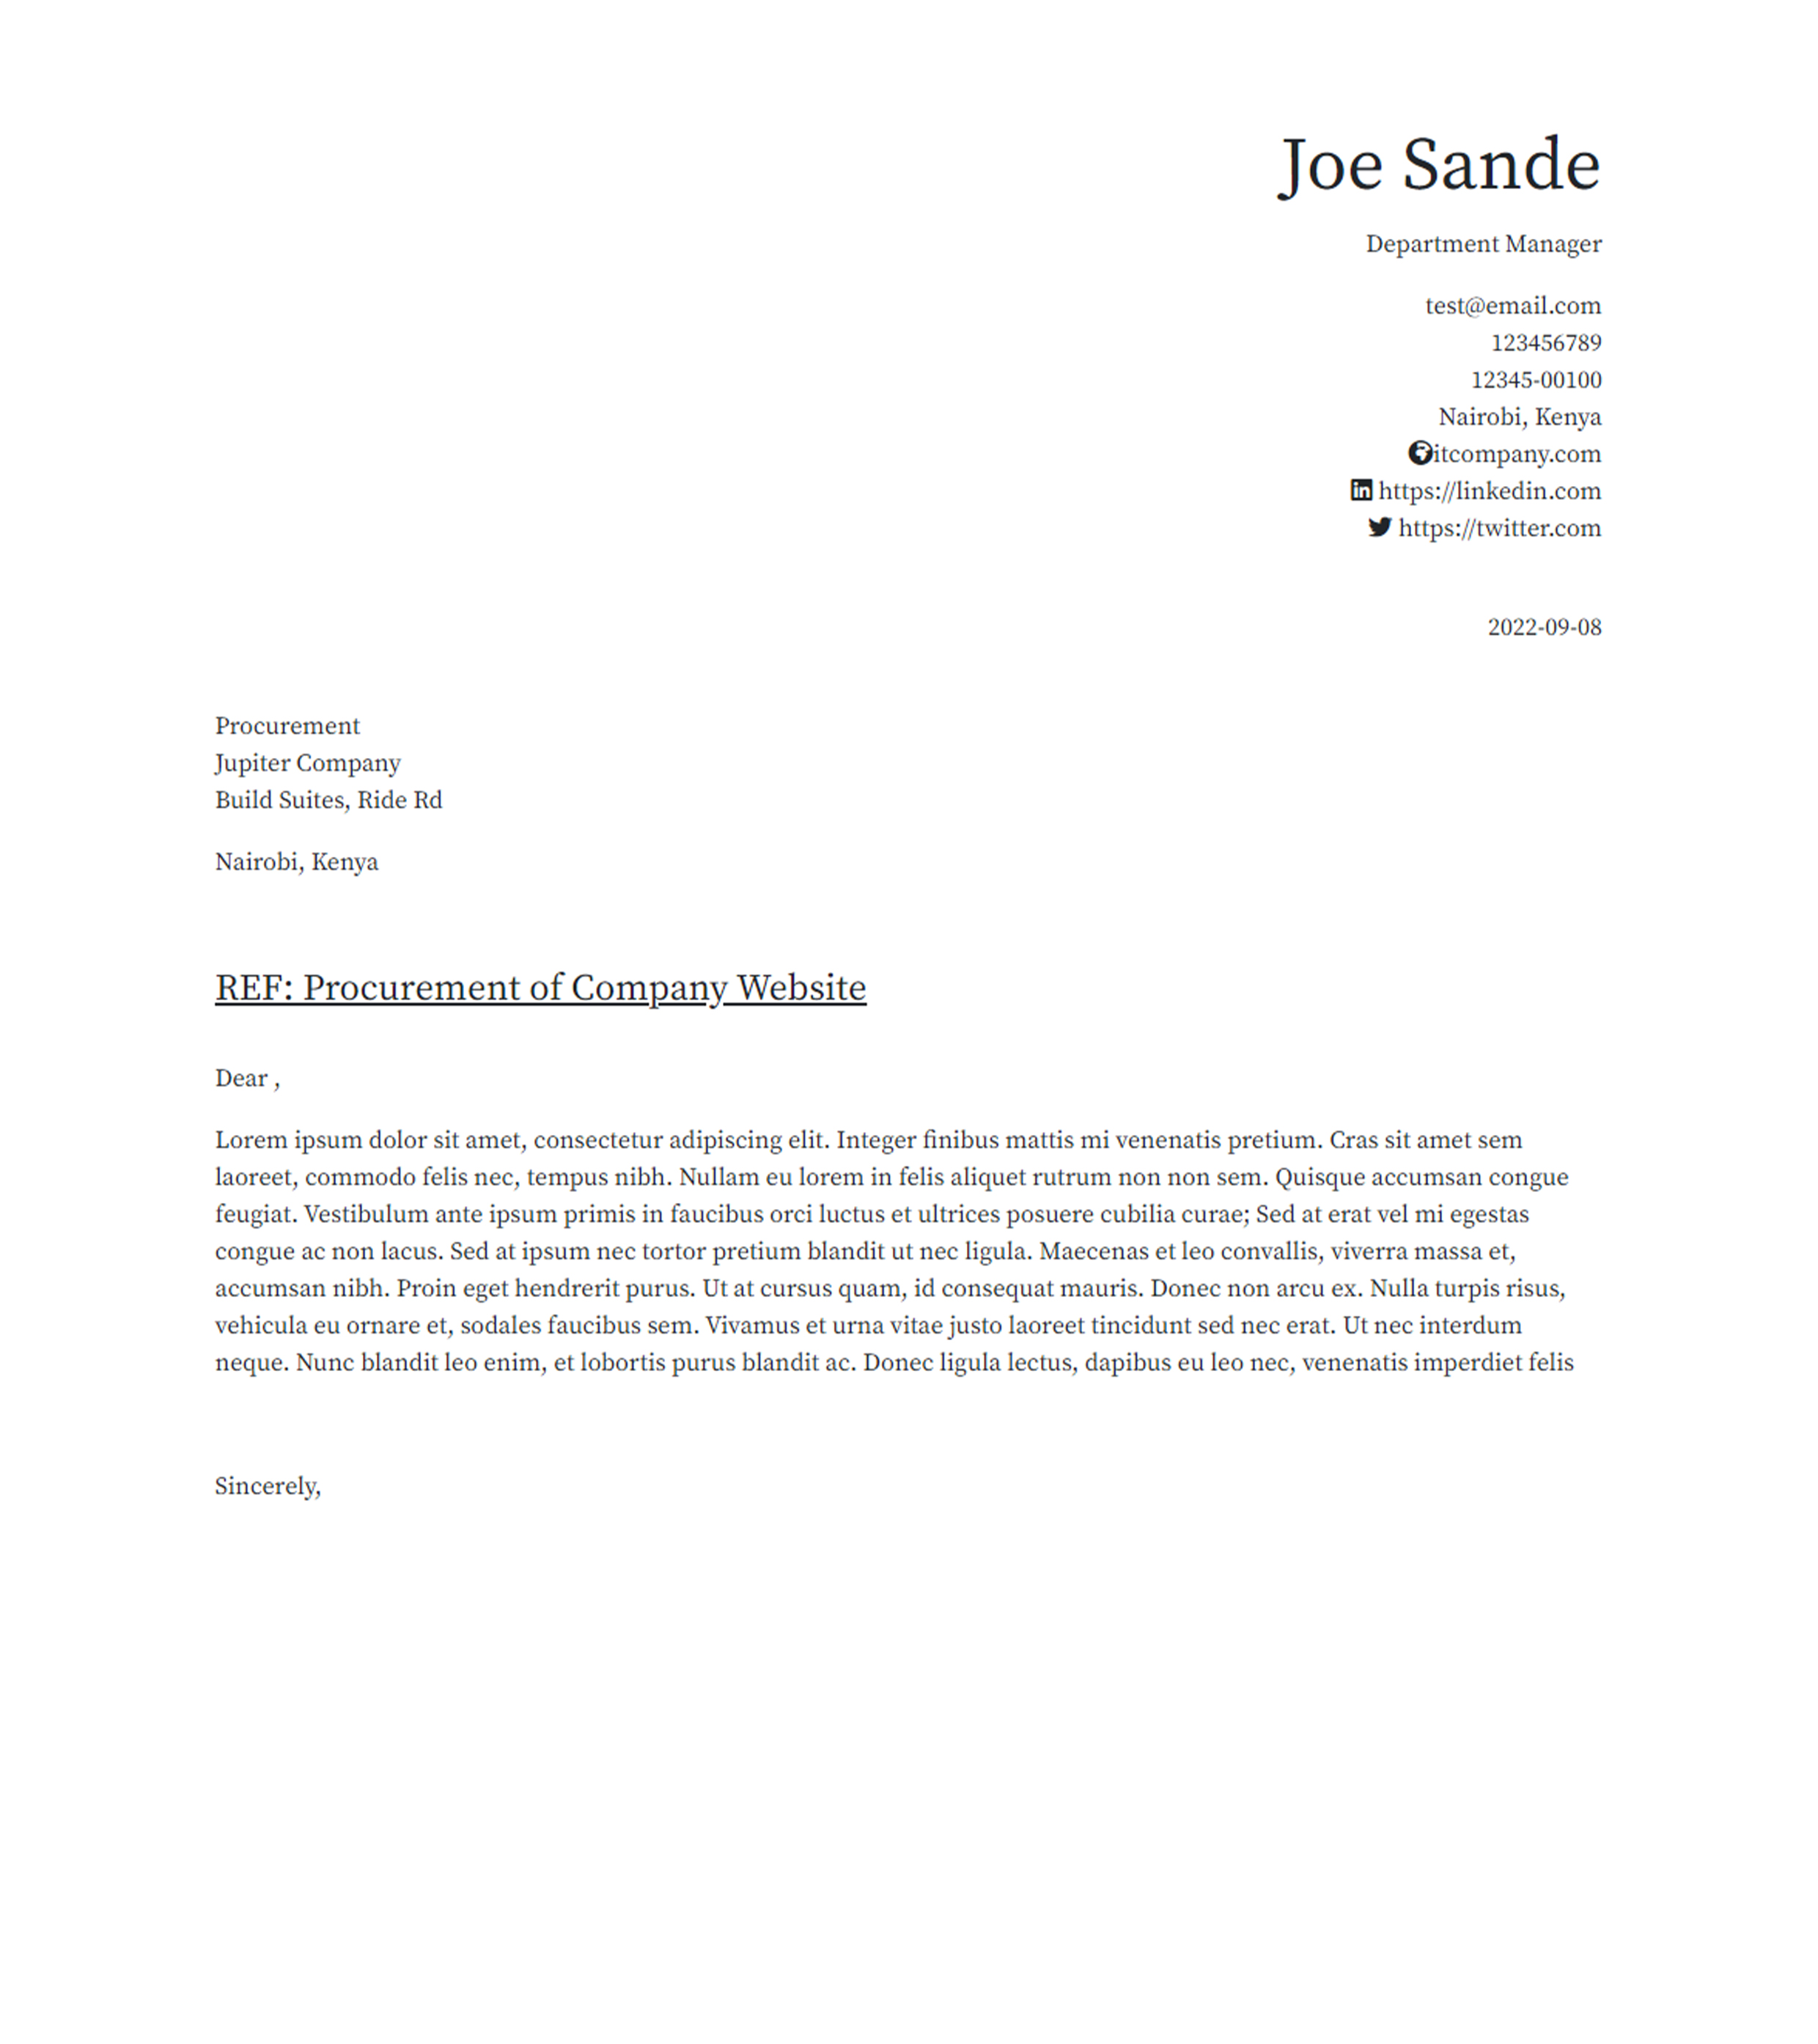 Joe Sande
Department Manager
test@email.com
123456789
12345-00100
Nairobi, Kenya
itcompany.com
in https://linkedin.com
https://twitter.com
2022-09-08
Procurement
Jupiter Company
Build Suites, Ride Rd
Nairobi, Kenya
REF: Procurement of Company Website
Dear ,
Lorem ipsum dolor sit amet, consectetur adipiscing elit. Integer finibus mattis mi venenatis pretium. Cras sit amet sem
laoreet, commodo felis nec, tempus nibh. Nullam eu lorem in felis aliquet rutrum non non sem. Quisque accumsan congue
feugiat. Vestibulum ante ipsum primis in faucibus orci luctus et ultrices posuere cubilia curae; Sed at erat vel mi egestas
congue ac non lacus. Sed at ipsum nec tortor pretium blandit ut nec ligula. Maecenas et leo convallis, viverra massa et,
accumsan nibh. Proin eget hendrerit purus. Ut at cursus quam, id consequat mauris. Donec non arcu ex. Nulla turpis risus,
vehicula eu ornare et, sodales faucibus sem. Vivamus et urna vitae justo laoreet tincidunt sed nec erat. Ut nec interdum
neque. Nunc blandit leo enim, et lobortis purus blandit ac. Donec ligula lectus, dapibus eu leo nec, venenatis imperdiet felis
Sincerely,